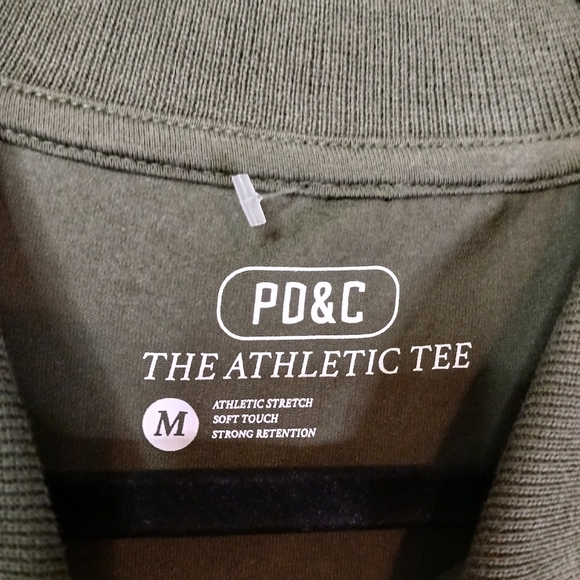 PD&C
THE ATHLETIC TEE
M
ATHLETIC STRETCH
SOFT TOUCH
STRONG RETENTION